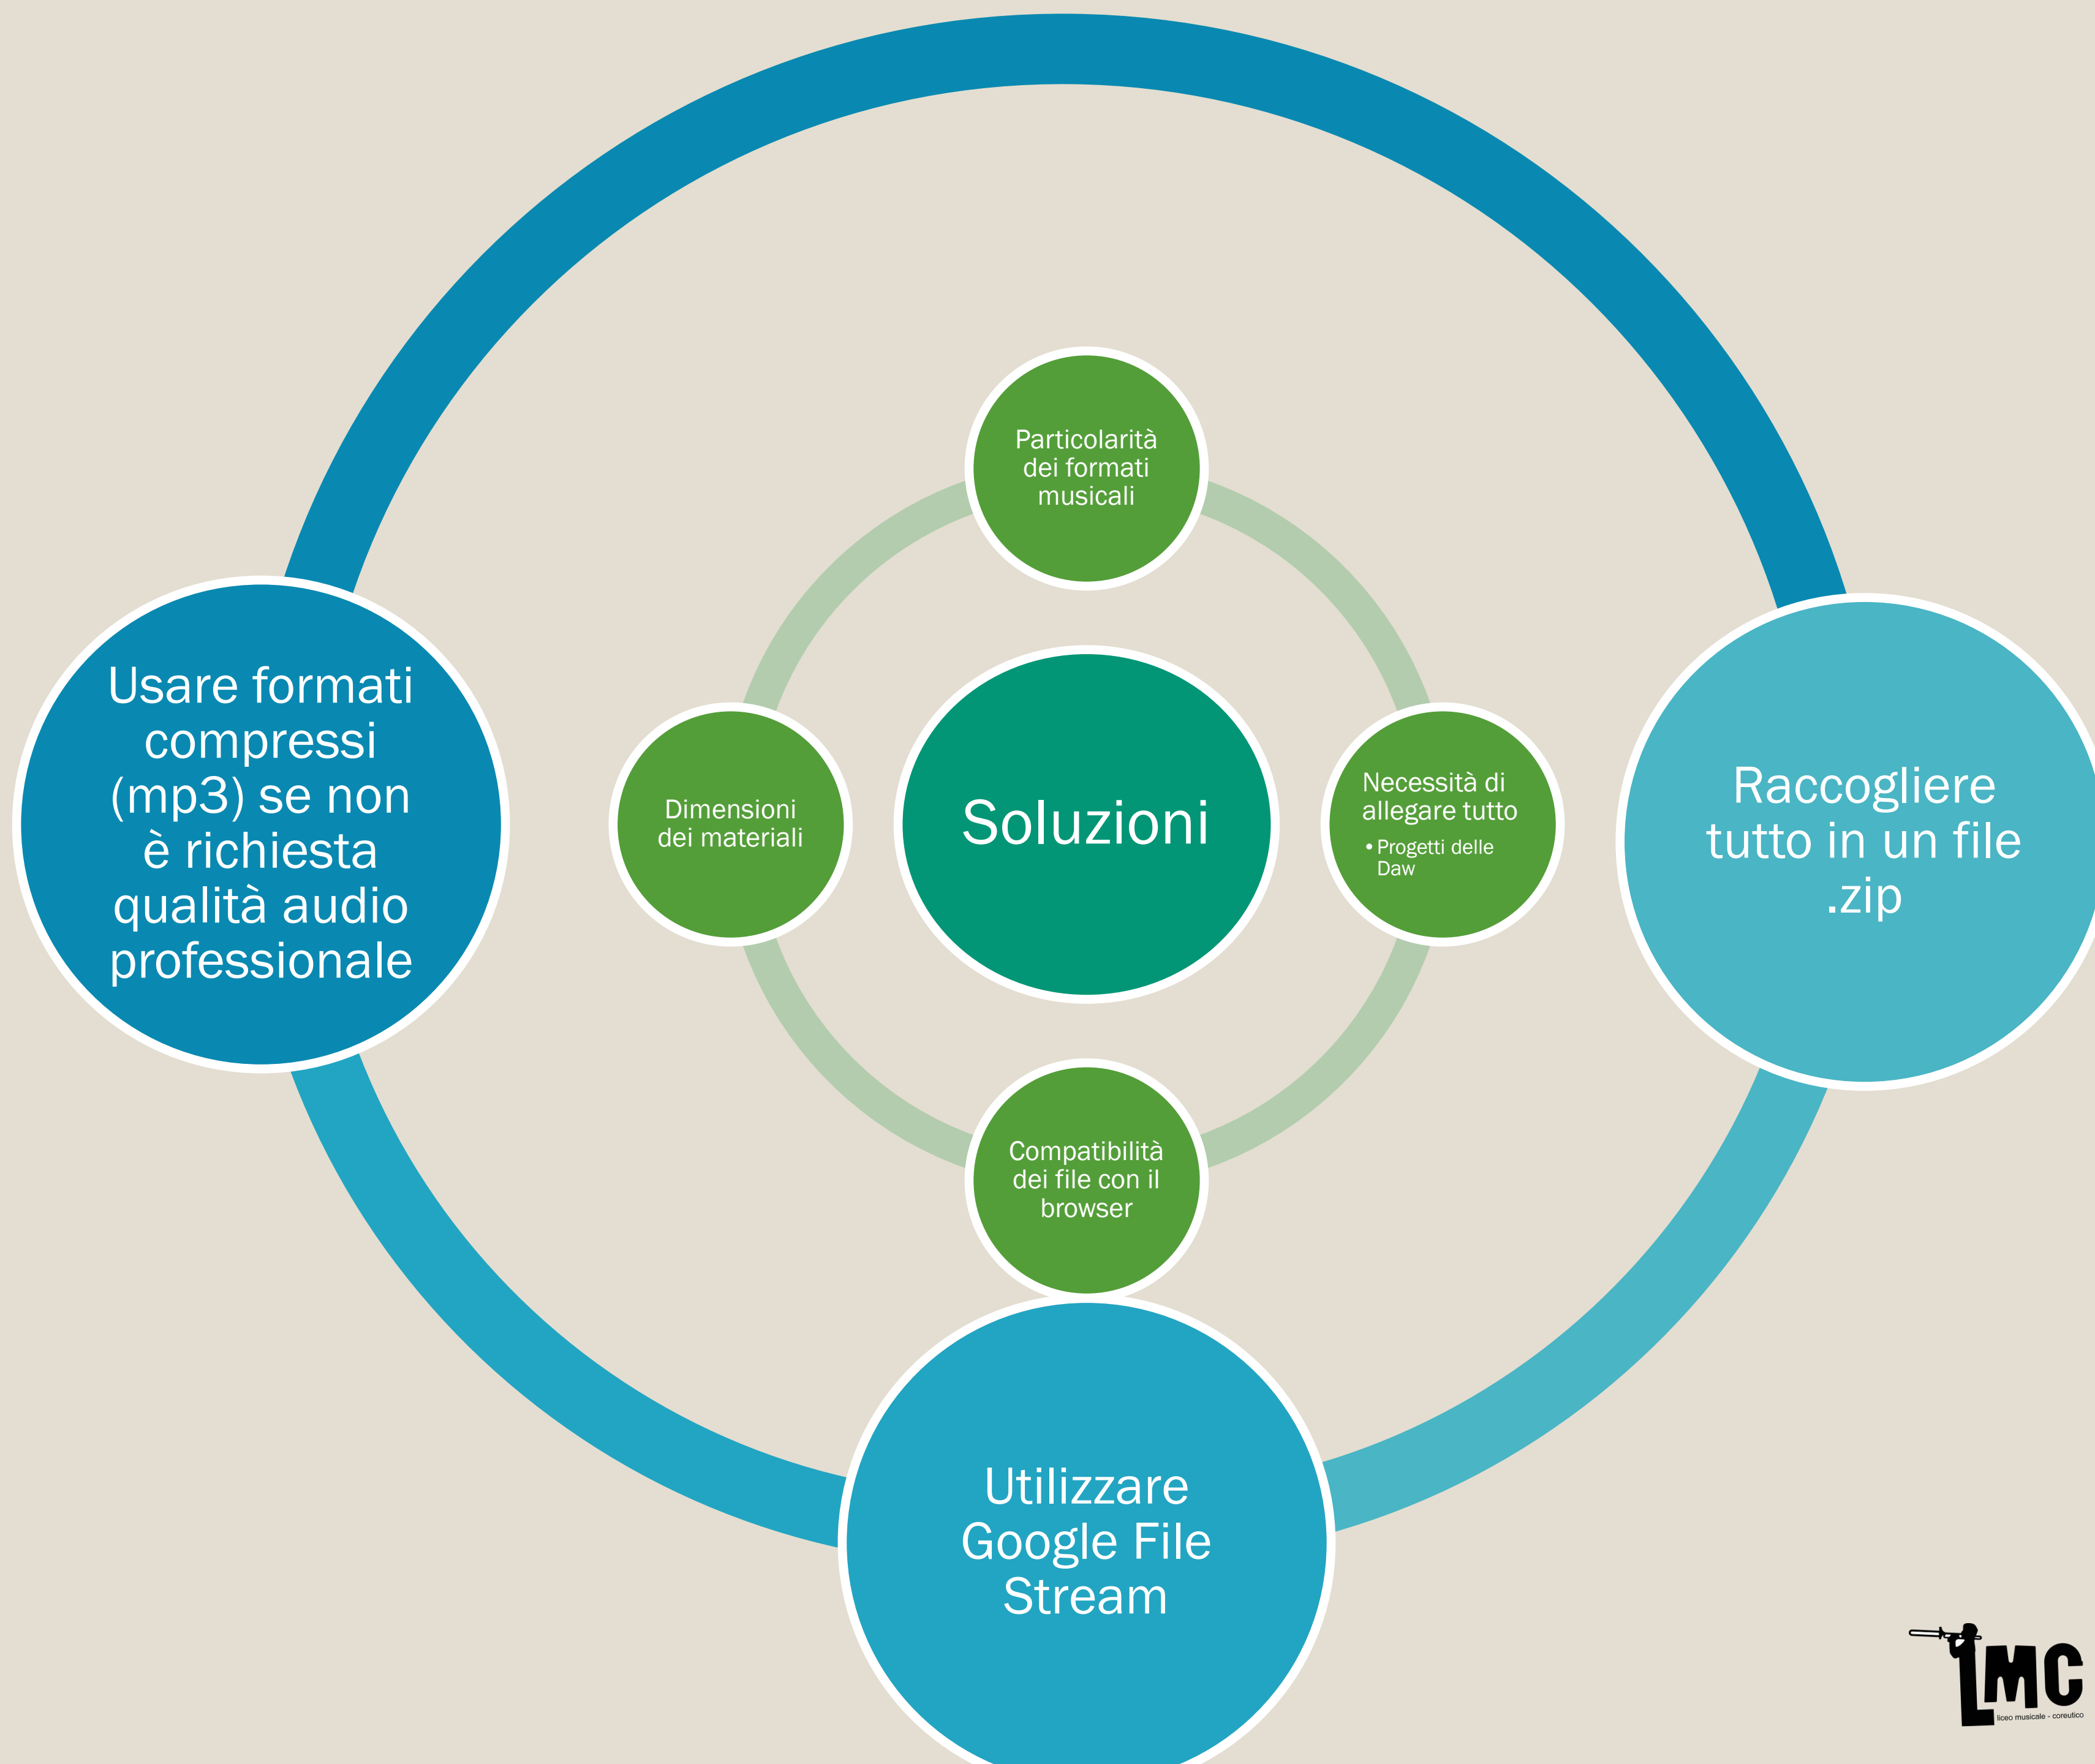 Particolarità
dei formati
musicali
Usare formati
compressi
(mp3) se non
è richiesta
qualità audio
professionale
Dimensioni
dei materiali
Soluzioni
Necessità di
allegare tutto
• Progetti delle
Daw
Raccogliere
tutto in un file
.zip
Compatibilità
dei file con il
browser
Utilizzare
Google File
Stream
LMC
liceo musicale - coreutico